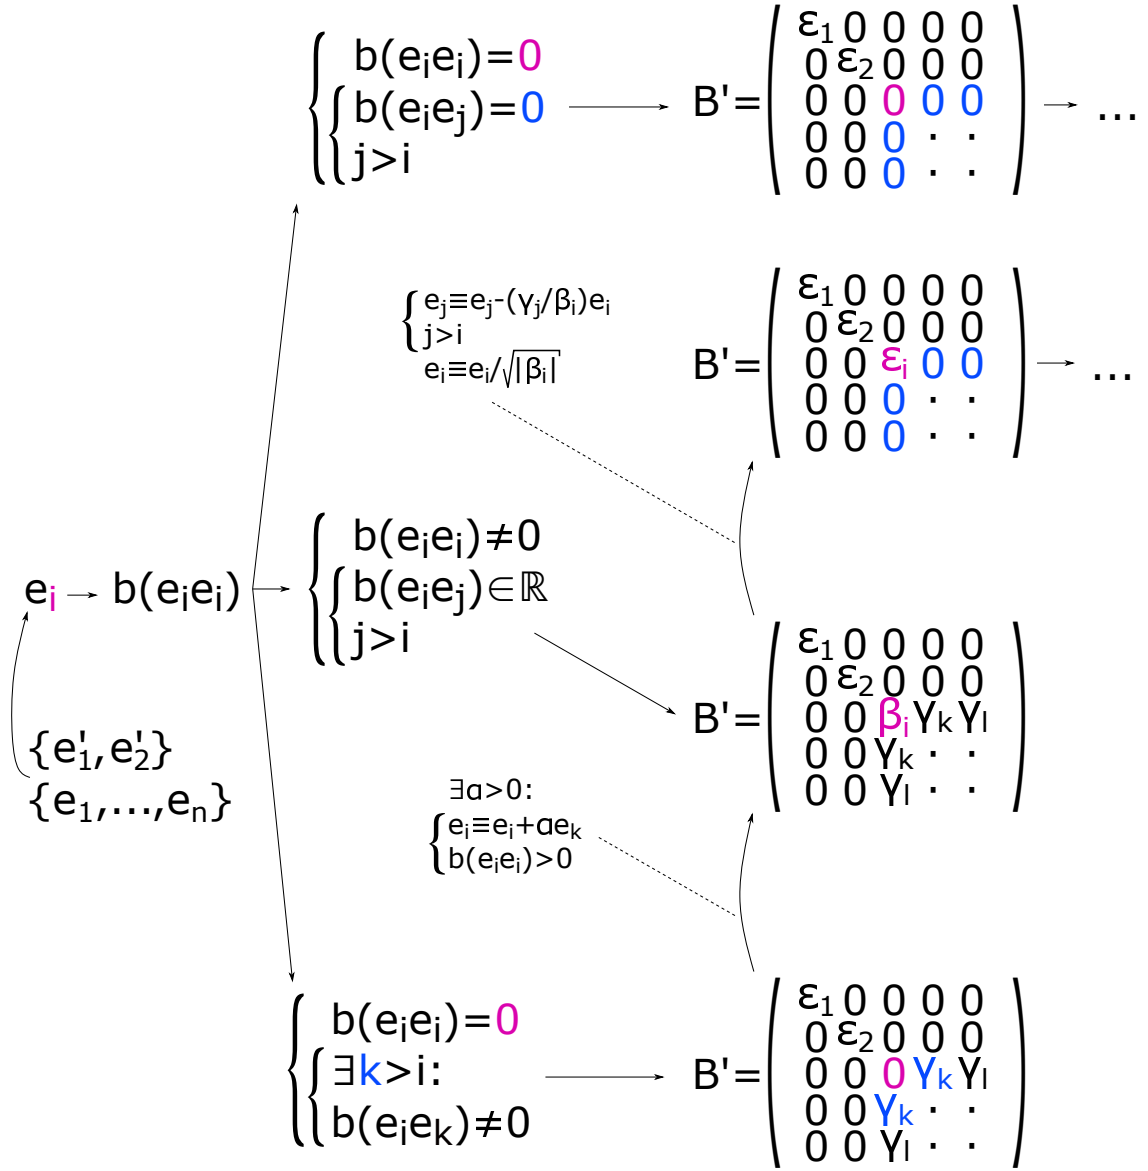 b(eᵢeᵢ)=0
b(eᵢeⱼ)=0
j>i
B'=
ε₁ 0 0 0 0
0 ε₂ 0 0 0
0 0 0 0 0
0 0 0 · ·
0 0 0 · ·
...
eⱼ≡eⱼ-(γⱼ/βᵢ)eᵢ
j>i
eᵢ≡eᵢ/√|βᵢ|
B'=
ε₁ 0 0 0 0
0 ε₂ 0 0 0
0 0 εᵢ 0 0
0 0 0 · ·
0 0 0 · ·
...
eᵢ
b(eᵢeᵢ)
{e'₁,e'₂}
{e₁,...,eₙ}
b(eᵢeᵢ)≠0
b(eᵢeⱼ)∈ℝ
j>i
B'=
ε₁ 0 0 0 0
0 ε₂ 0 0 0
0 0 βᵢ γₖ γₗ
0 0 γₖ · ·
0 0 γₗ · ·
∃α>0:
eᵢ≡eᵢ+αeₖ
b(eᵢeᵢ)>0
b(eᵢeᵢ)=0
∃k>i:
b(eᵢeₖ)≠0
B'=
ε₁ 0 0 0 0
0 ε₂ 0 0 0
0 0 0 γₖ γₗ
0 0 γₖ · ·
0 0 γₗ · ·